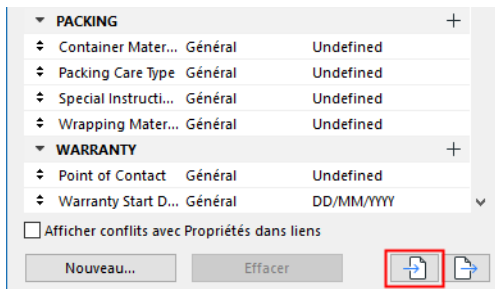 PACKING
Container Mater... Général Undefined
Packing Care Type Général Undefined
Special Instructi... Général Undefined
Wrapping Mater... Général Undefined
WARRANTY
Point of Contact Général Undefined
Warranty Start D... Général DD/MM/YYYY
Afficher conflits avec Propriétés dans liens
Nouveau... Effacer